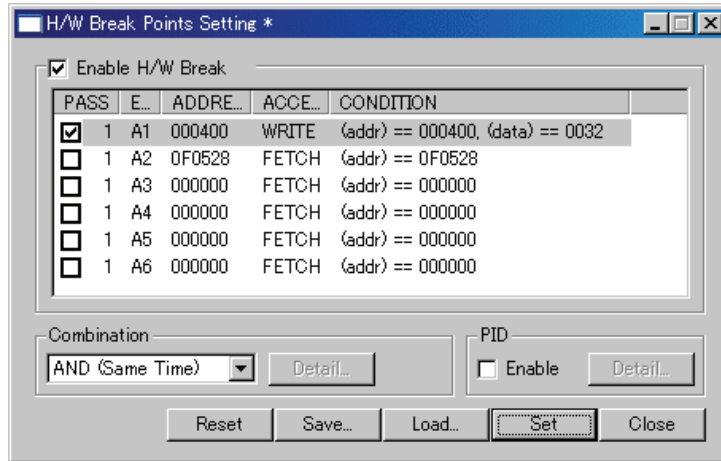 H/W Break Points Setting *
Enable H/W Break
PASS E... ADDRE... ACCE... CONDITION
1 A1 000400 WRITE (addr) == 000400, (data) == 0032
1 A2 0F0528 FETCH (addr) == 0F0528
1 A3 000000 FETCH (addr) == 000000
1 A4 000000 FETCH (addr) == 000000
1 A5 000000 FETCH (addr) == 000000
1 A6 000000 FETCH (addr) == 000000
Combination PID
AND (Same Time) Detail... Enable Detail...
Reset Save... Load... Set Close